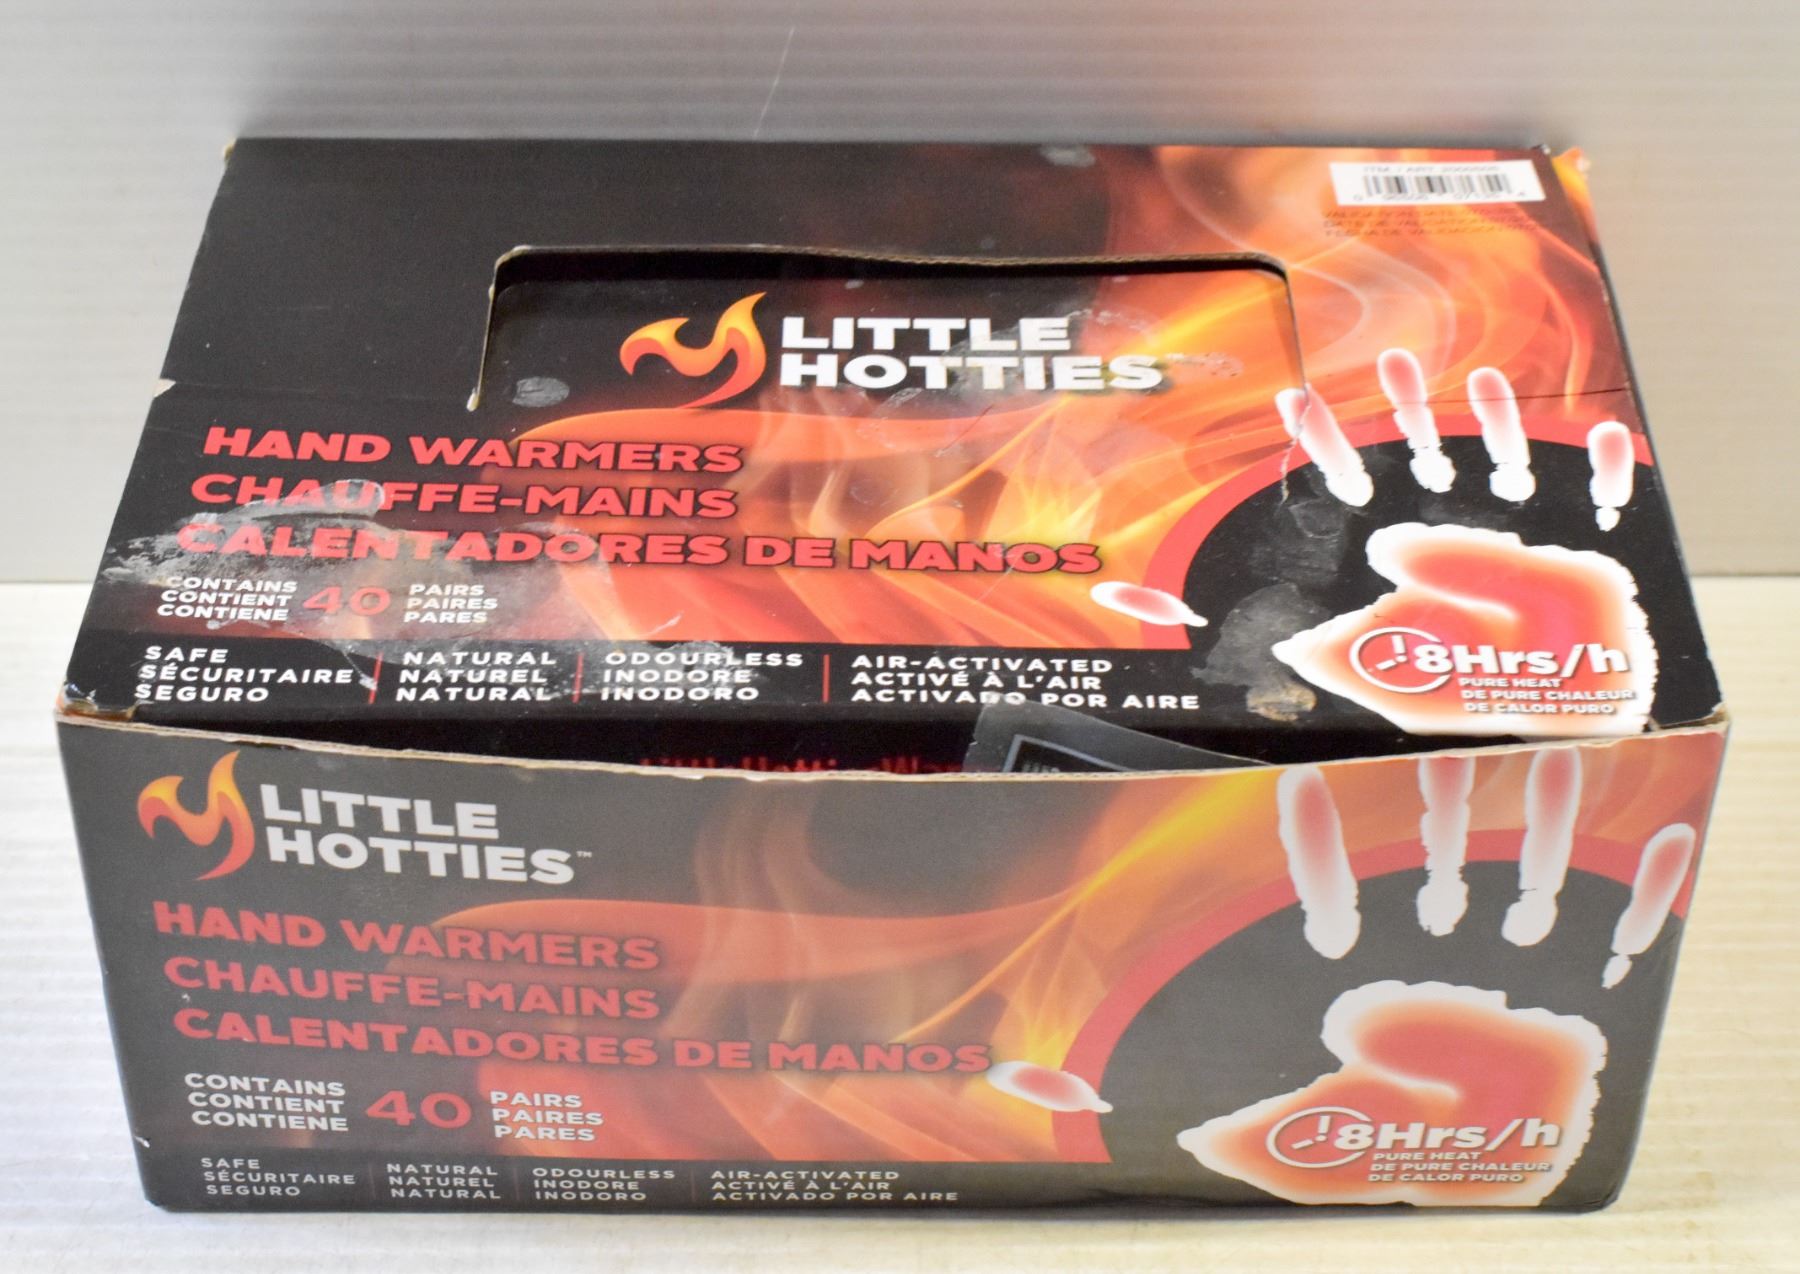 LITTLE
HOTTIES
HAND WARMERS
CHAUFFE-MAINS
CALENTADORES DE MANOS
CONTAINS
CONTIENT
CONTIENE
40
PAIRS
PAIRES
PARES
SAFE
SÉCURITAIRE
SEGURO
NATURAL
NATUREL
NATURAL
ODOURLESS
INODORE
INODORO
AIR-ACTIVATED
ACTIVÉ À L'AIR
ACTIVADO POR AIRE
8Hrs/h
PURE HEAT
DE PURE CHALEUR
DE CALOR PURO
LITTLE
HOTTIES™
HAND WARMERS
CHAUFFE-MAINS
CALENTADORES DE MANOS
CONTAINS
CONTIENT
CONTIENE
40
PAIRS
PAIRES
PARES
SAFE
SÉCURITAIRE
SEGURO
NATURAL
NATUREL
NATURAL
ODOURLESS
INODORE
INODORO
AIR-ACTIVATED
ACTIVÉ À L'AIR
ACTIVADO POR AIRE
8Hrs/h
PURE HEAT
DE PURE CHALEUR
DE CALOR PURO